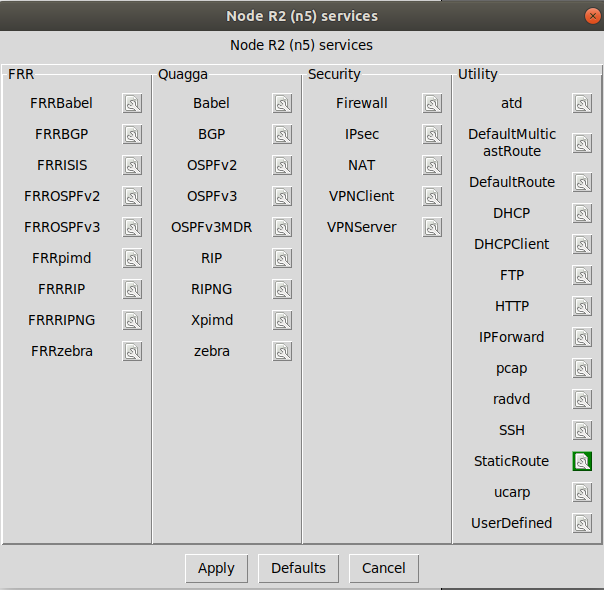 Node R2 (n5) services
Node R2 (n5) services
FRR
FRRBabel
FRRBGP
FRRISIS
FRROSPFv2
FRROSPFv3
FRRpimd
FRRRIP
FRRRIPNG
FRRzebra
Quagga
Babel
BGP
OSPFv2
OSPFv3
OSPFv3MDR
RIP
RIPNG
Xpimd
zebra
Security
Firewall
IPsec
NAT
VPNClient
VPNServer
Utility
atd
DefaultMultic
astRoute
DefaultRoute
DHCP
DHCPClient
FTP
HTTP
IPForward
pcap
radvd
SSH
StaticRoute
ucarp
UserDefined
Apply
Defaults
Cancel